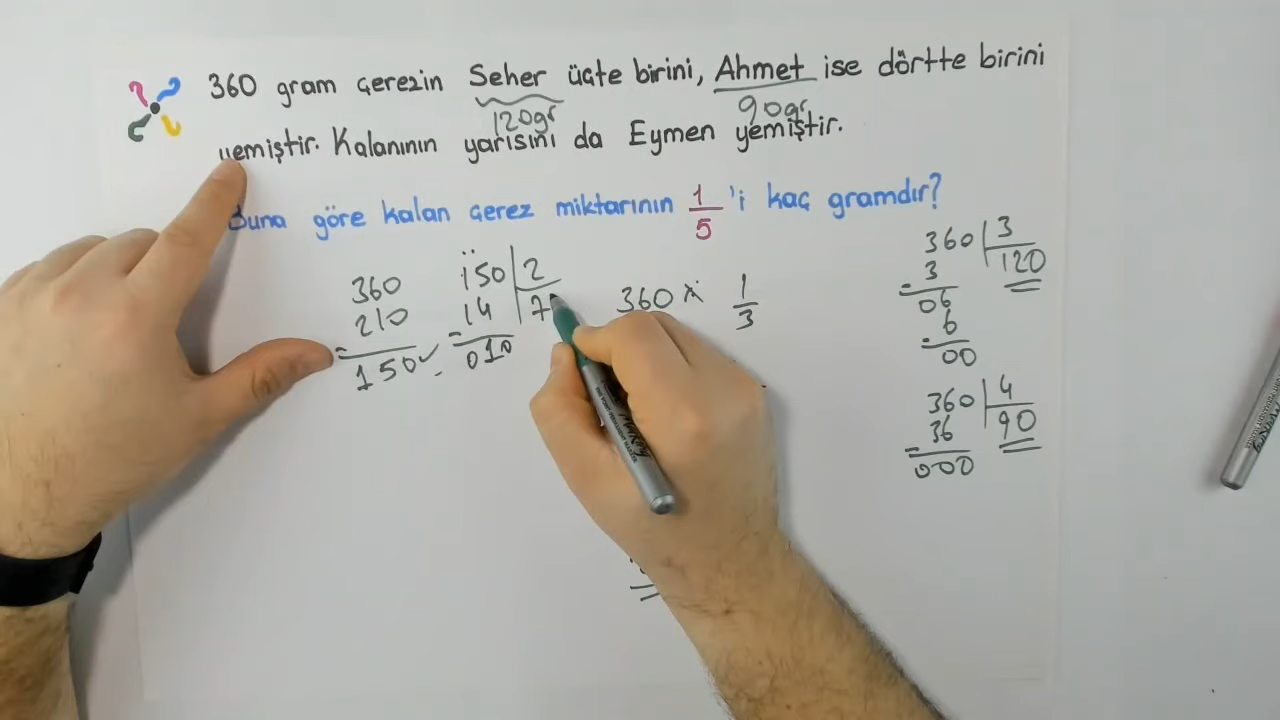 360 gram çerezin Seher üçte birini, Ahmet ise dörtte birini
120gr 90gr
yemiştir. Kalanının yarısını da Eymen yemiştir.
Buna göre kalan çerez miktarının 1/5 'i kaç gramdır?
360
210
150
150 2
14 7
010
360 x 1/3
360 3
3 120
06
6
00
360 4
36 90
000